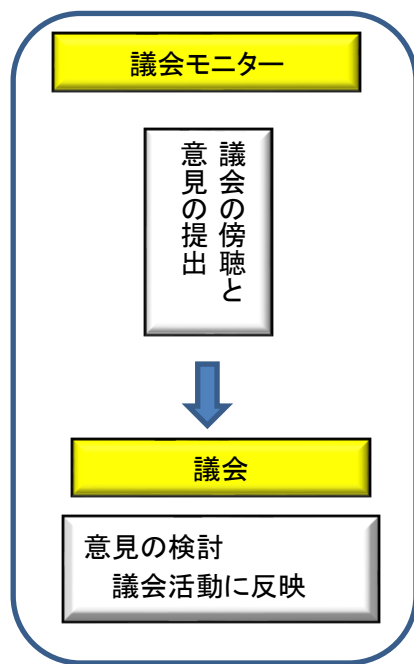 議会モニター
議会の傍聴と
意見の提出
議会
意見の検討
議会活動に反映